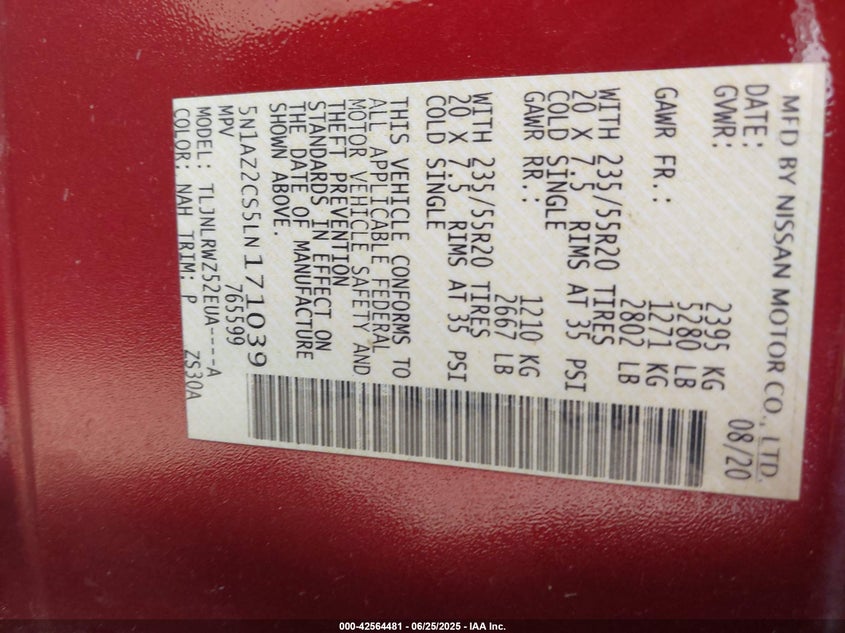 MFD BY NISSAN MOTOR CO., LTD.
DATE: 08/20
GVWR: 2395 KG
5280 LB
GAWR FR.: 1271 KG
2802 LB
WITH 235/55R20 TIRES
20 X 7.5 RIMS AT 35 PSI
COLD SINGLE
GAWR RR.: 1210 KG
2667 LB
WITH 235/55R20 TIRES
20 X 7.5 RIMS AT 35 PSI
COLD SINGLE
THIS VEHICLE CONFORMS TO
ALL APPLICABLE FEDERAL
MOTOR VEHICLE SAFETY AND
THEFT PREVENTION
STANDARDS IN EFFECT ON
THE DATE OF MANUFACTURE
SHOWN ABOVE.
5N1AZ2CS5LN171039
MPV 765599
MODEL: TLJNLRWZ52EUA----A
COLOR: NAH TRIM: P ZS30A
000-42564481 - 06/25/2025 - IAA Inc.